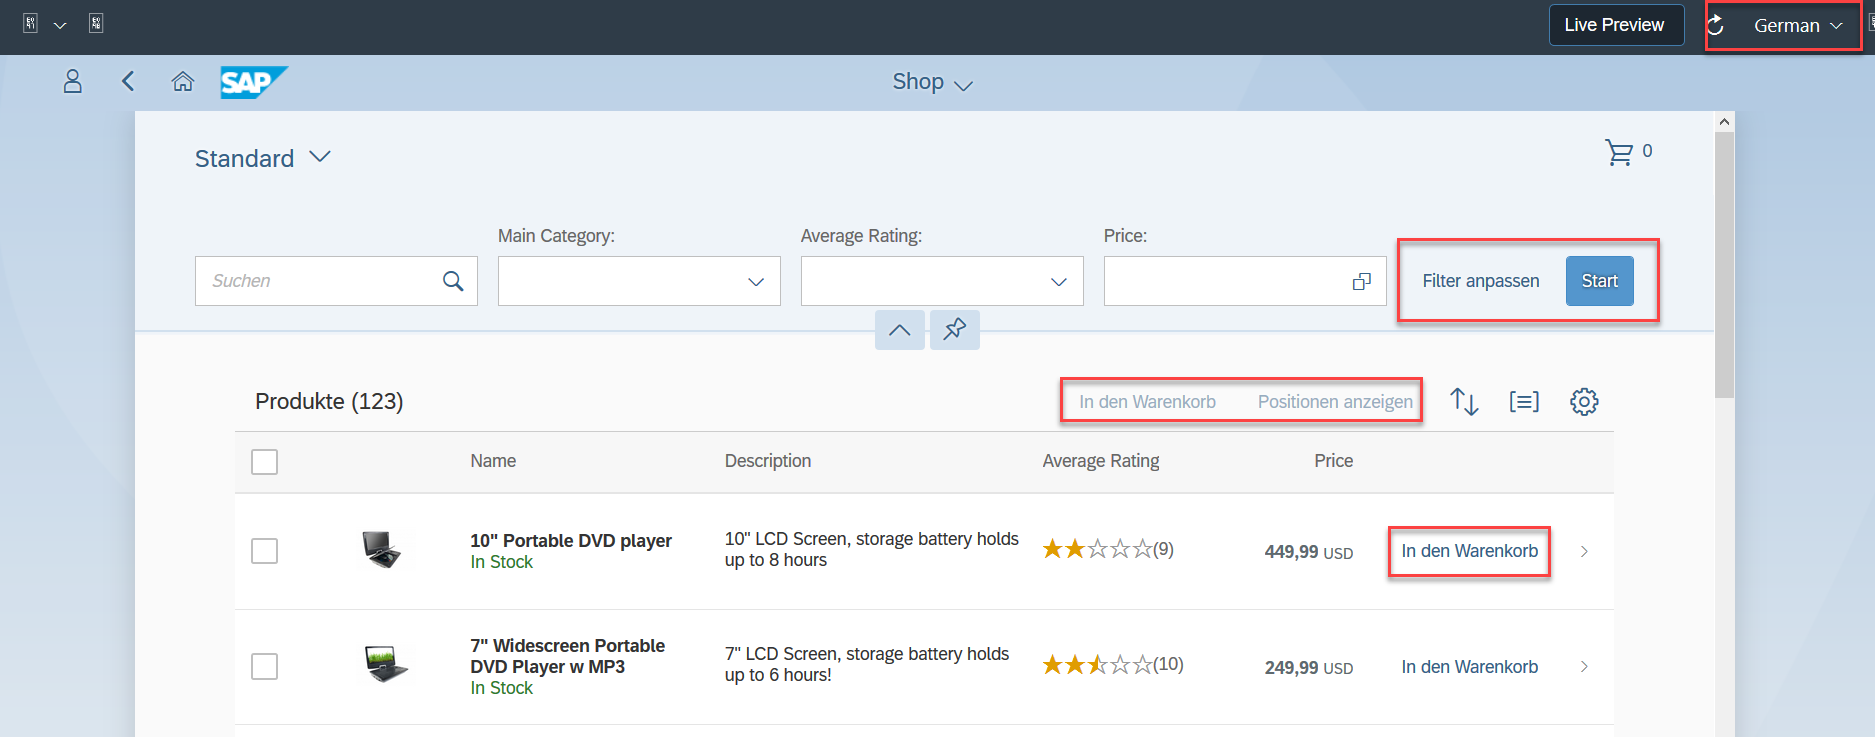 Live Preview
German
SAP
Shop
Standard
0
Main Category:
Average Rating:
Price:
Suchen
Filter anpassen
Start
Produkte (123)
In den Warenkorb
Positionen anzeigen
Name
Description
Average Rating
Price
10" Portable DVD player
In Stock
10" LCD Screen, storage battery holds
up to 8 hours
(9)
449,99 USD
In den Warenkorb
7" Widescreen Portable
DVD Player w MP3
In Stock
7" LCD Screen, storage battery holds
up to 6 hours!
(10)
249,99 USD
In den Warenkorb